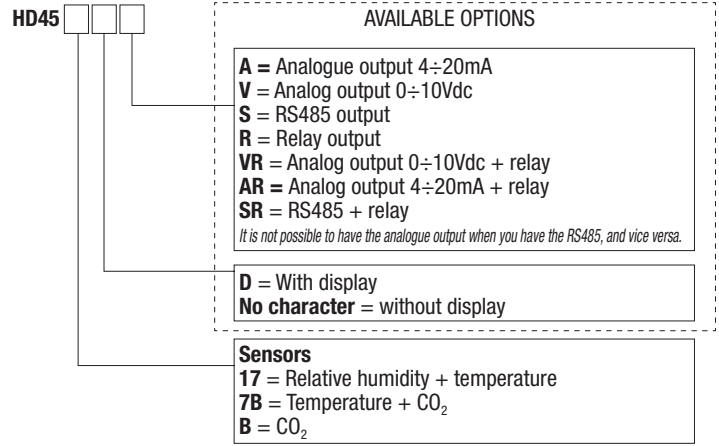 HD45
AVAILABLE OPTIONS
A = Analogue output 4÷20mA
V = Analog output 0÷10Vdc
S = RS485 output
R = Relay output
VR = Analog output 0÷10Vdc + relay
AR = Analog output 4÷20mA + relay
SR = RS485 + relay
It is not possible to have the analogue output when you have the RS485, and vice versa.
D = With display
No character = without display
Sensors
17 = Relative humidity + temperature
7B = Temperature + CO₂
B = CO₂